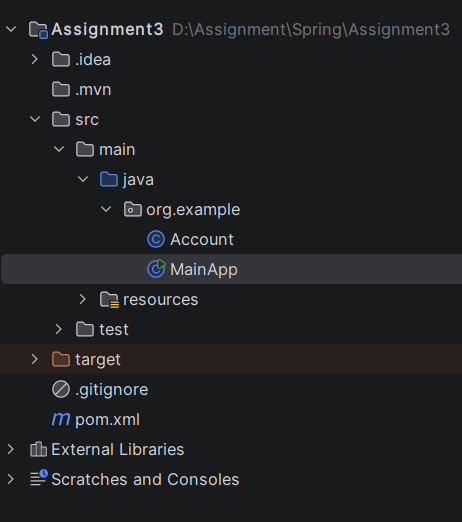 Assignment3 D:\Assignment\Spring\Assignment3
.idea
.mvn
src
main
java
org.example
Account
MainApp
resources
test
target
.gitignore
pom.xml
External Libraries
Scratches and Consoles